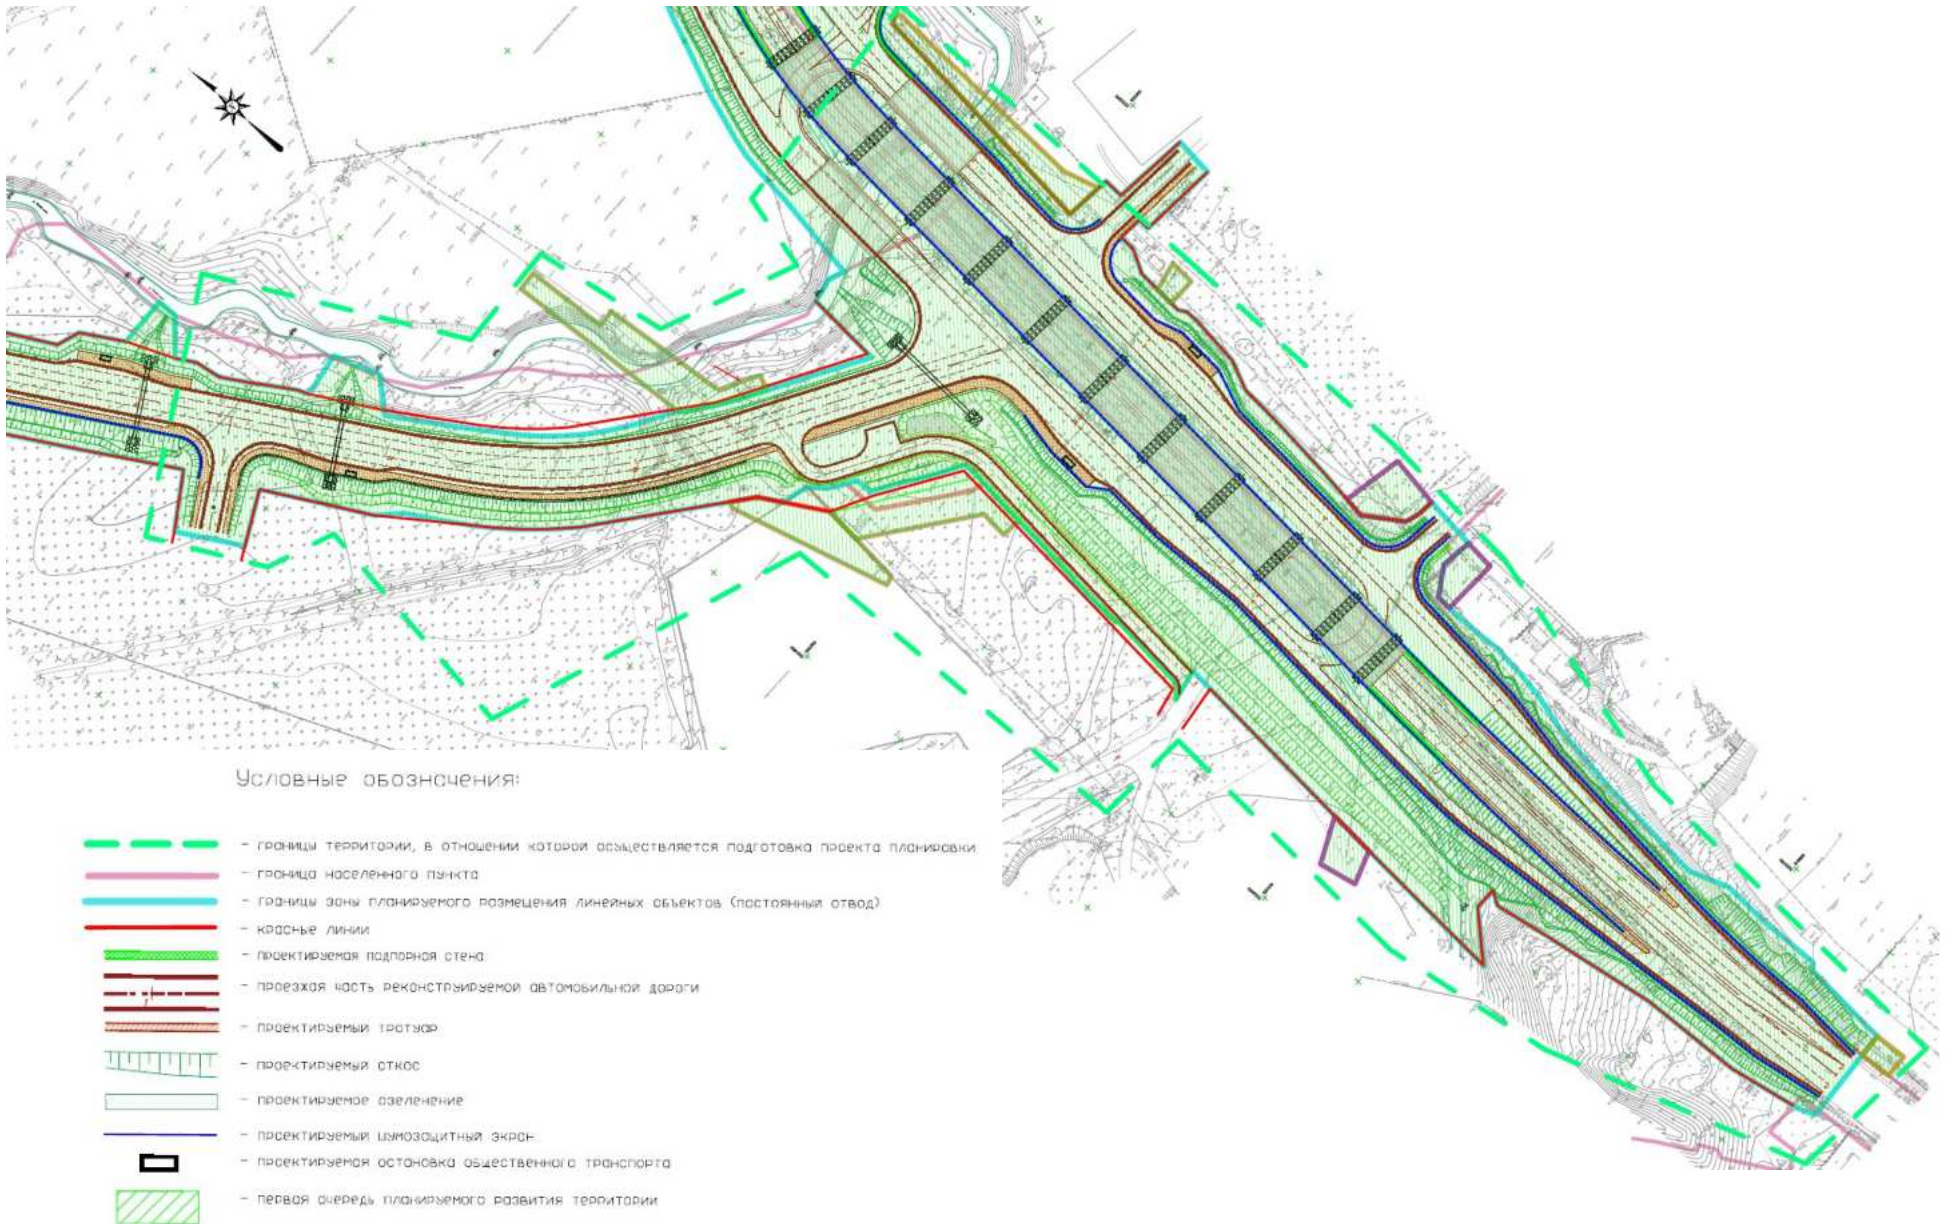 Условные обозначения:
- границы территории, в отношении которой осуществляется подготовка проекта планировки
- граница населенного пункта
- границы зоны планируемого размещения линейных объектов (постоянный отвод)
- красные линии
- проектируемая подпорная стена
- проезжая часть реконструируемой автомобильной дороги
- проектируемый тротуар
- проектируемый откос
- проектируемое озеленение
- проектируемый шумозащитный экран
- проектируемая остановка общественного транспорта
- первая очередь планируемого развития территории